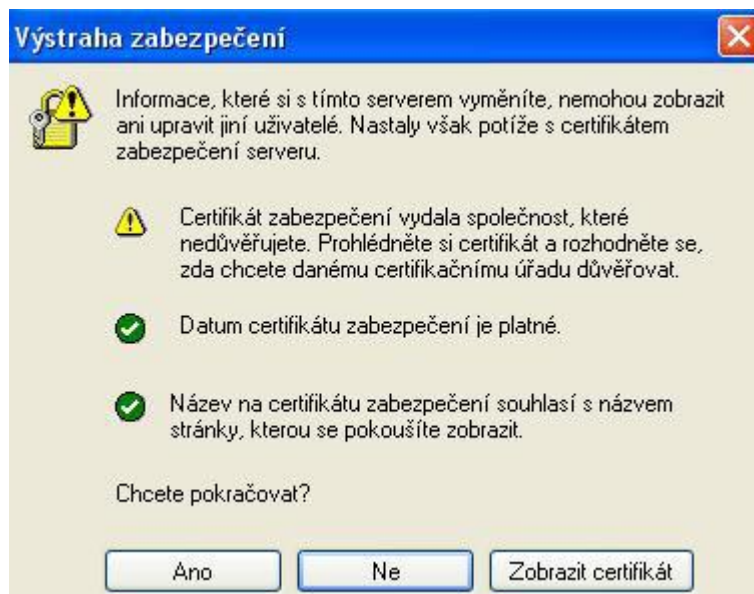 Výstraha zabezpečení
Informace, které si s tímto serverem vyměníte, nemohou zobrazit
ani upravit jiní uživatelé. Nastaly však potíže s certifikátem
zabezpečení serveru.
Certifikát zabezpečení vydala společnost, které
nedůvěřujete. Prohlédněte si certifikát a rozhodněte se,
zda chcete danému certifikačnímu úřadu důvěřovat.
Datum certifikátu zabezpečení je platné.
Název na certifikátu zabezpečení souhlasí s názvem
stránky, kterou se pokoušíte zobrazit.
Chcete pokračovat?
Ano Ne Zobrazit certifikát